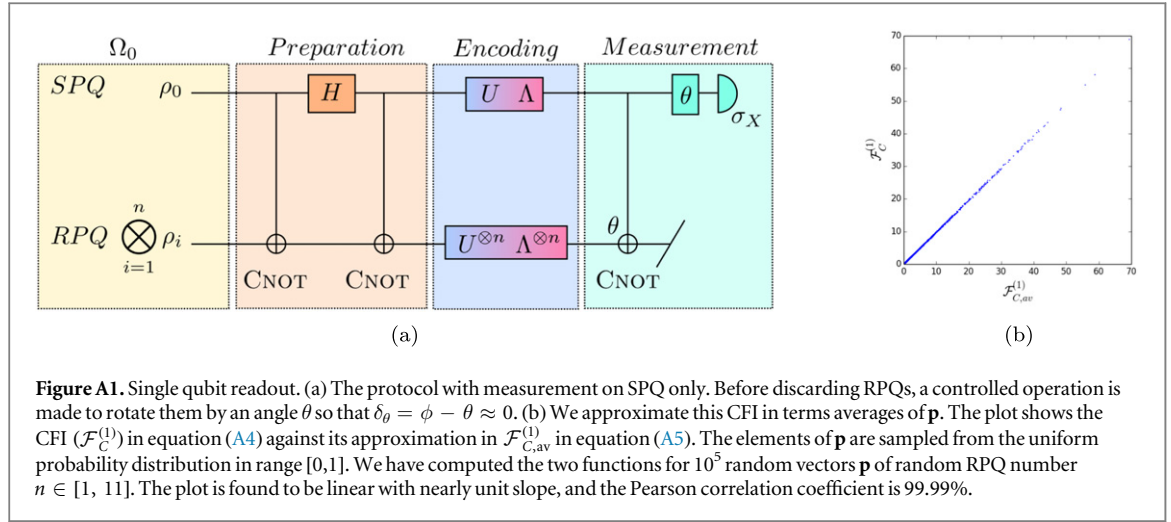 Ω₀ Preparation Encoding Measurement
SPQ ρ₀ H U Λ θ
σ_X
RPQ n ⨂ i=1 ρᵢ U^{⊗n} Λ^{⊗n} θ
CNOT CNOT CNOT
(a)
70
60
50
40
30
20
10
0
ℱ_C^{(1)}
0 10 20 30 40 50 60 70
ℱ_{C,av}^{(1)}
(b)
Figure A1. Single qubit readout. (a) The protocol with measurement on SPQ only. Before discarding RPQs, a controlled operation is
made to rotate them by an angle θ so that δ_θ = ϕ − θ ≈ 0. (b) We approximate this CFI in terms averages of p. The plot shows the
CFI (ℱ_C^{(1)}) in equation (A4) against its approximation in ℱ_{C,av}^{(1)} in equation (A5). The elements of p are sampled from the uniform
probability distribution in range [0,1]. We have computed the two functions for 10⁵ random vectors p of random RPQ number
n ∈ [1, 11]. The plot is found to be linear with nearly unit slope, and the Pearson correlation coefficient is 99.99%.